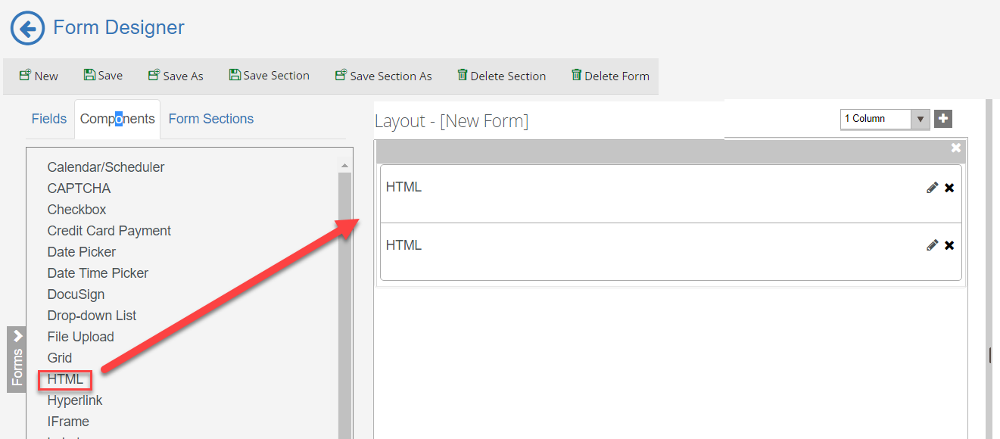 Form Designer
New Save Save As Save Section Save Section As Delete Section Delete Form
Fields Components Form Sections
Layout - [New Form]
1 Column
Calendar/Scheduler
CAPTCHA
Checkbox
Credit Card Payment
Date Picker
Date Time Picker
DocuSign
Drop-down List
File Upload
Grid
HTML
Hyperlink
IFrame
Forms
HTML
HTML